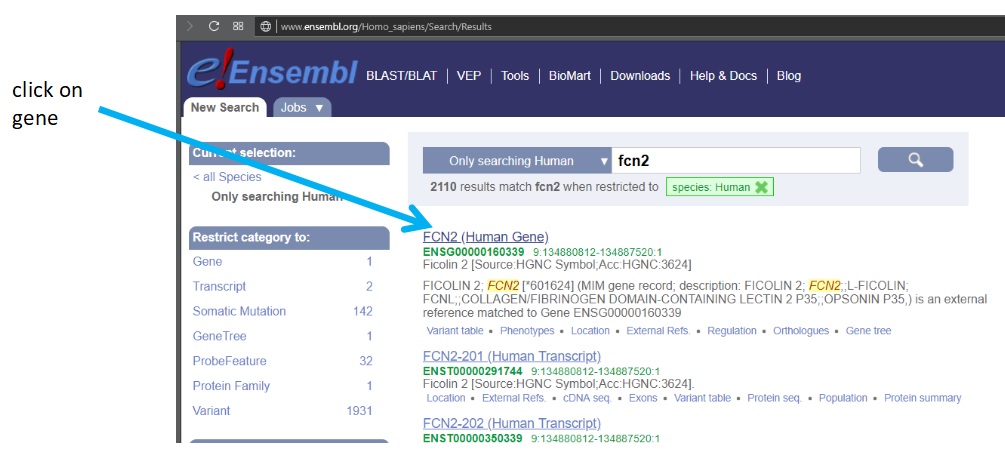 www.ensembl.org/Homo_sapiens/Search/Results
e!Ensembl
BLAST/BLAT | VEP | Tools | BioMart | Downloads | Help & Docs | Blog
click on
gene
New Search
Jobs ▼
Current selection:
< all Species
Only searching Human
Restrict category to:
Gene 1
Transcript 2
Somatic Mutation 142
GeneTree 1
ProbeFeature 32
Protein Family 1
Variant 1931
Only searching Human ▼ fcn2
2110 results match fcn2 when restricted to species: Human
FCN2 (Human Gene)
ENSG00000160339 9:134880812-134887520:1
Ficolin 2 [Source:HGNC Symbol;Acc:HGNC:3624]
FICOLIN 2; FCN2 [*601624] (MIM gene record; description: FICOLIN 2; FCN2;;L-FICOLIN;
FCNL;;COLLAGEN/FIBRINOGEN DOMAIN-CONTAINING LECTIN 2 P35;;OPSONIN P35,) is an external
reference matched to Gene ENSG00000160339
Variant table • Phenotypes • Location • External Refs. • Regulation • Orthologues • Gene tree
FCN2-201 (Human Transcript)
ENST00000291744 9:134880812-134887520:1
Ficolin 2 [Source:HGNC Symbol;Acc:HGNC:3624].
Location • External Refs. • cDNA seq. • Exons • Variant table • Protein seq. • Population • Protein summary
FCN2-202 (Human Transcript)
ENST00000350339 9:134880812-134887520:1